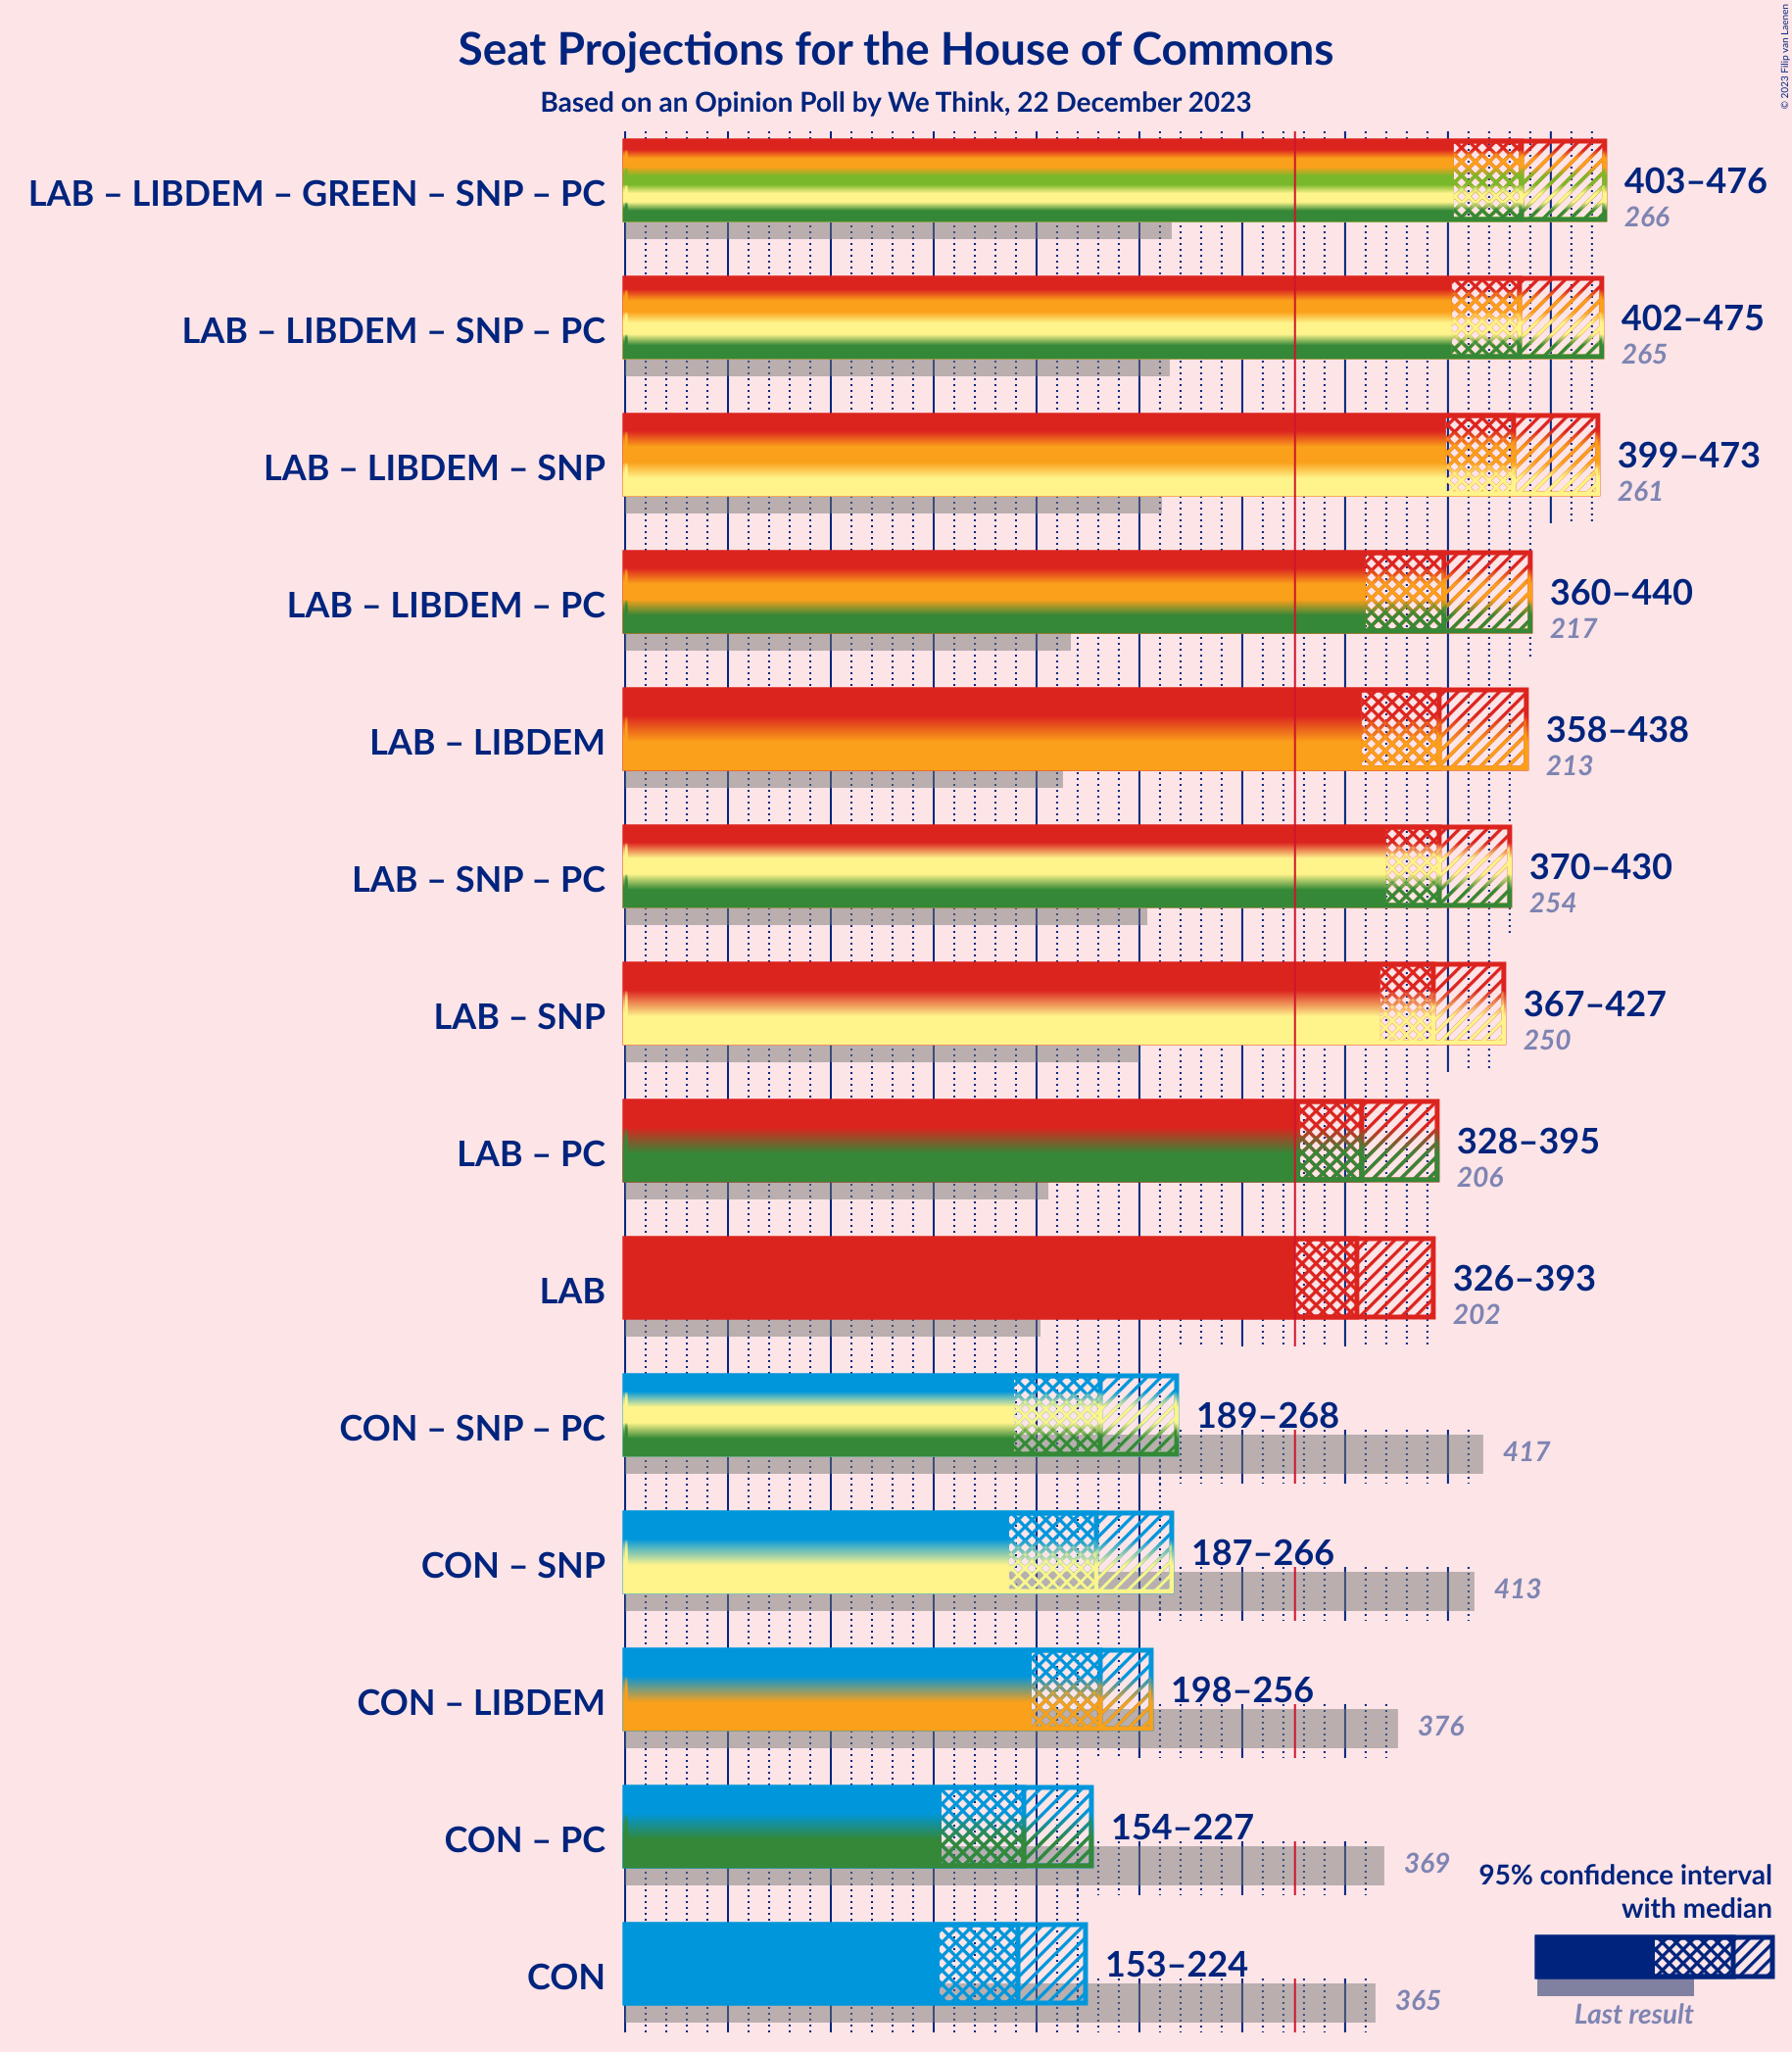 Seat Projections for the House of Commons
Based on an Opinion Poll by We Think, 22 December 2023
© 2023 Filip van Laenen
LAB – LIBDEM – GREEN – SNP – PC
403–476
266
LAB – LIBDEM – SNP – PC
402–475
265
LAB – LIBDEM – SNP
399–473
261
LAB – LIBDEM – PC
360–440
217
LAB – LIBDEM
358–438
213
LAB – SNP – PC
370–430
254
LAB – SNP
367–427
250
LAB – PC
328–395
206
LAB
326–393
202
CON – SNP – PC
189–268
417
CON – SNP
187–266
413
CON – LIBDEM
198–256
376
CON – PC
154–227
369
CON
153–224
365
95% confidence interval
with median
Last result